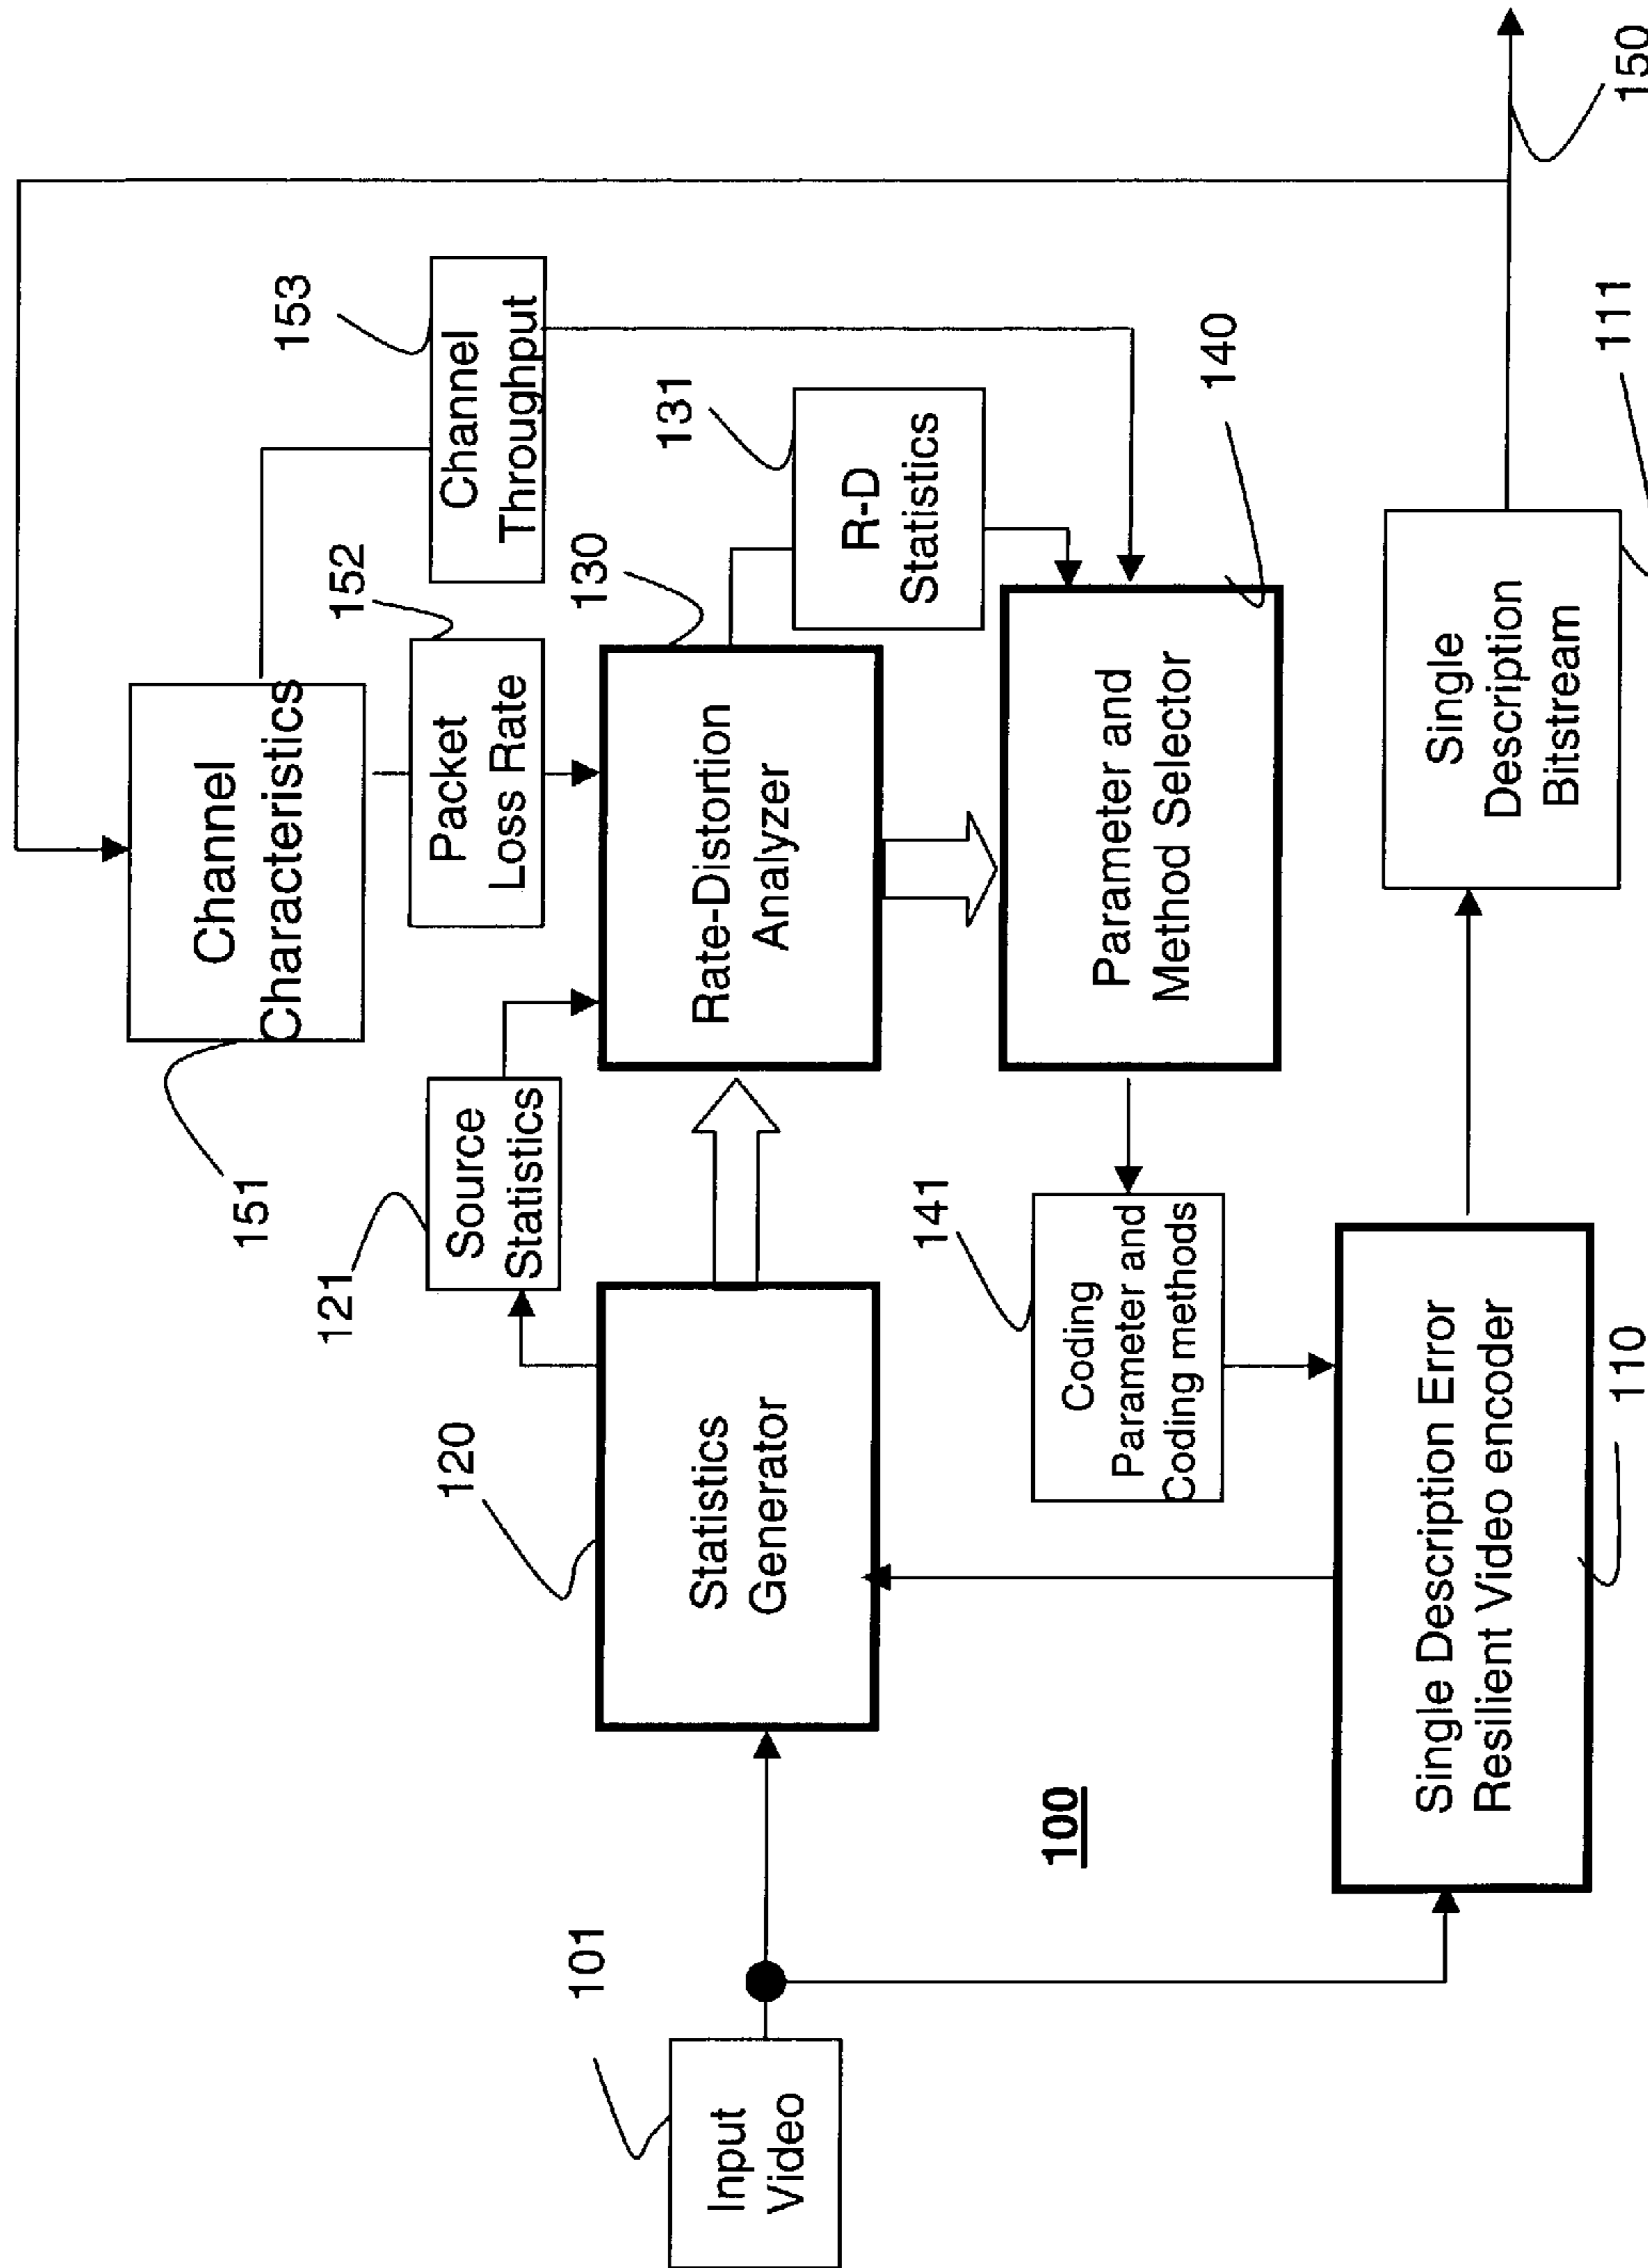 Channel
Characteristics
151
Packet
Loss Rate
152
Channel
Throughput
153
Source
Statistics
121
Statistics
Generator
120
Rate-Distortion
Analyzer
130
R-D
Statistics
131
Input
Video
101
100
Coding
Parameter and
Coding methods
141
Parameter and
Method Selector
140
Single Description Error
Resilient Video encoder
110
Single
Description
Bitstream
111
150